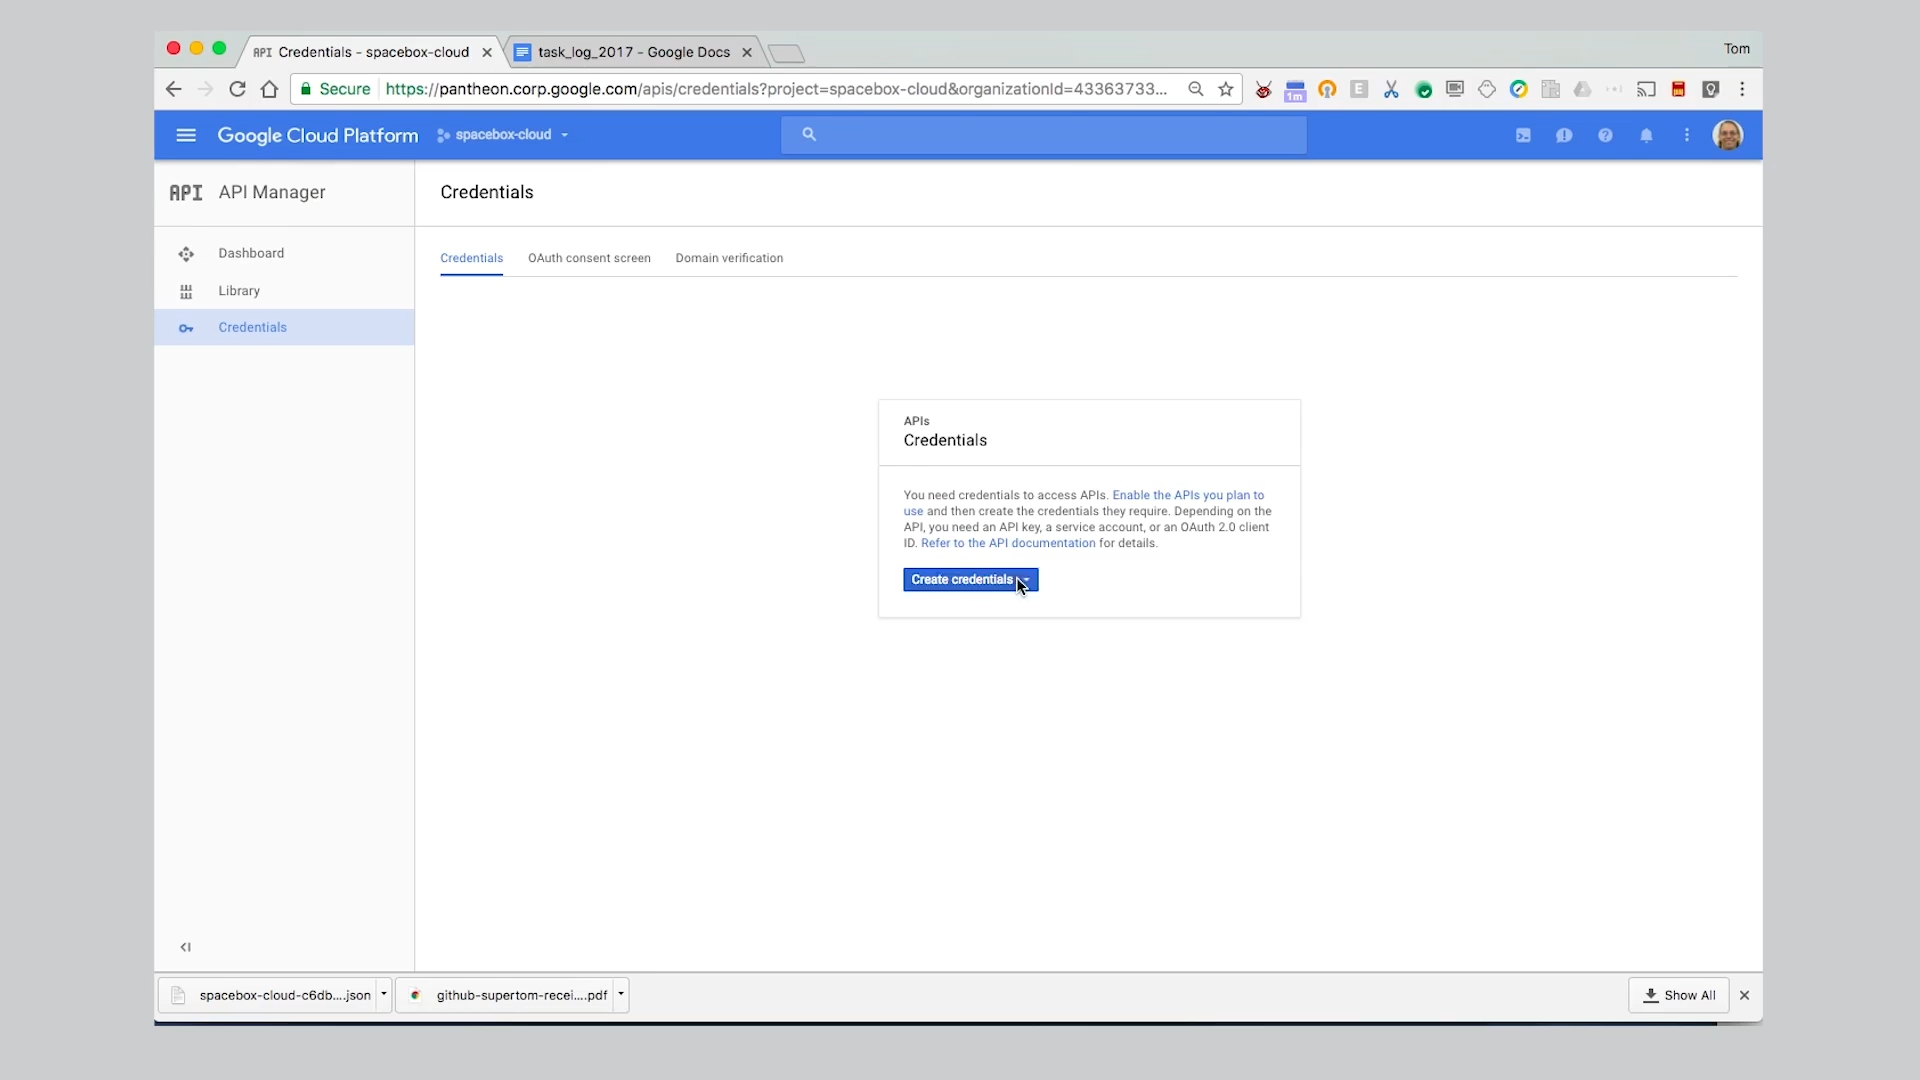 API Credentials - spacebox-cloud
task_log_2017 - Google Docs
Tom
Secure
https://pantheon.corp.google.com/apis/credentials?project=spacebox-cloud&organizationId=43363733...
E
1m
Google Cloud Platform
spacebox-cloud
API API Manager
Credentials
Dashboard
Library
Credentials
Credentials
OAuth consent screen
Domain verification
APIs
Credentials
You need credentials to access APIs. Enable the APIs you plan to
use and then create the credentials they require. Depending on the
API, you need an API key, a service account, or an OAuth 2.0 client
ID. Refer to the API documentation for details.
Create credentials
spacebox-cloud-c6db....json
github-supertom-recei....pdf
Show All